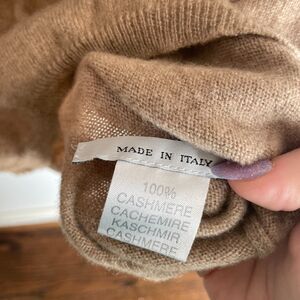 MADE IN ITALY
100%
CASHMERE
CACHEMIRE
KASCHMIR
CASHMERE